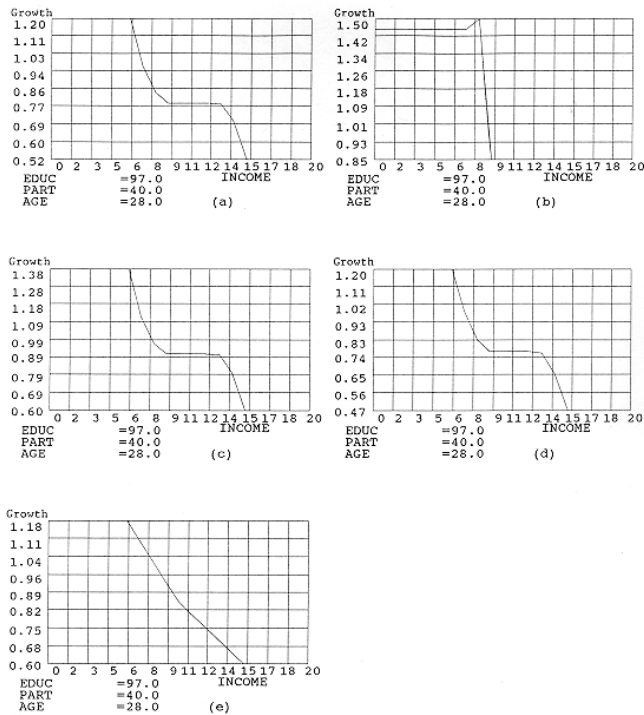 Growth
1.20
1.11
1.03
0.94
0.86
0.77
0.69
0.60
0.52
0 2 3 5 6 8 9 11 12 14 15 17 18 20
INCOME
EDUC =97.0
PART =40.0
AGE =28.0 (a)
Growth
1.50
1.42
1.34
1.26
1.18
1.09
1.01
0.93
0.85
0 2 3 5 6 8 9 11 12 14 15 17 18 20
INCOME
EDUC =97.0
PART =40.0
AGE =28.0 (b)
Growth
1.38
1.28
1.18
1.09
0.99
0.89
0.79
0.69
0.60
0 2 3 5 6 8 9 11 12 14 15 17 18 20
INCOME
EDUC =97.0
PART =40.0
AGE =28.0 (c)
Growth
1.20
1.11
1.02
0.93
0.83
0.74
0.65
0.56
0.47
0 2 3 5 6 8 9 11 12 14 15 17 18 20
INCOME
EDUC =97.0
PART =40.0
AGE =28.0 (d)
Growth
1.18
1.11
1.04
0.96
0.89
0.82
0.75
0.68
0.60
0 2 3 5 6 8 9 11 12 14 15 17 18 20
INCOME
EDUC =97.0
PART =40.0
AGE =28.0 (e)